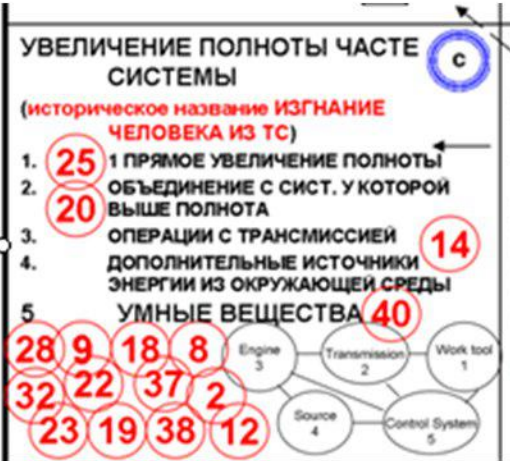 УВЕЛИЧЕНИЕ ПОЛНОТЫ ЧАСТЕ
С
СИСТЕМЫ
(историческое название ИЗГНАНИЕ
ЧЕЛОВЕКА ИЗ ТС)
1. 25 1 ПРЯМОЕ УВЕЛИЧЕНИЕ ПОЛНОТЫ
2. ОБЪЕДИНЕНИЕ С СИСТ. У КОТОРОЙ
20 ВЫШЕ ПОЛНОТА
3. ОПЕРАЦИИ С ТРАНСМИССИЕЙ 14
4. ДОПОЛНИТЕЛЬНЫЕ ИСТОЧНИКИ
ЭНЕРГИИ ИЗ ОКРУЖАЮЩЕЙ СРЕДЫ
5 УМНЫЕ ВЕЩЕСТВА 40
28 9 18 8
32 22 37 2
23 19 38 12
Engine
3
Transmission
2
Work tool
1
Source
4
Control System
5